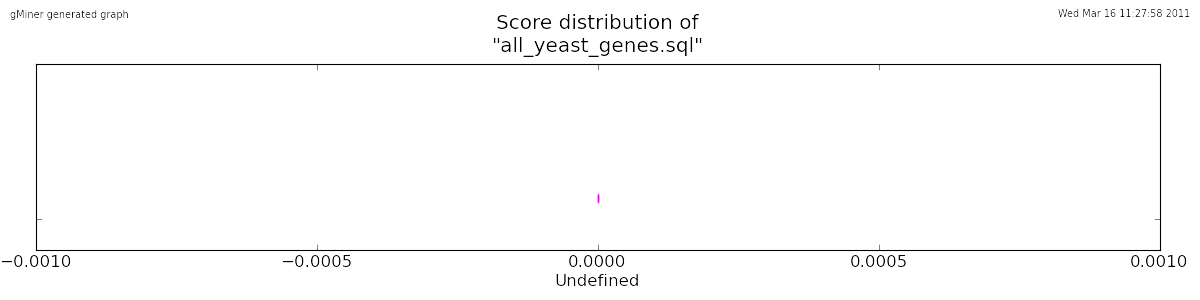 gMiner generated graph
Wed Mar 16 11:27:58 2011
Score distribution of
"all_yeast_genes.sql"
−0.0010 −0.0005 0.0000 0.0005 0.0010
Undefined